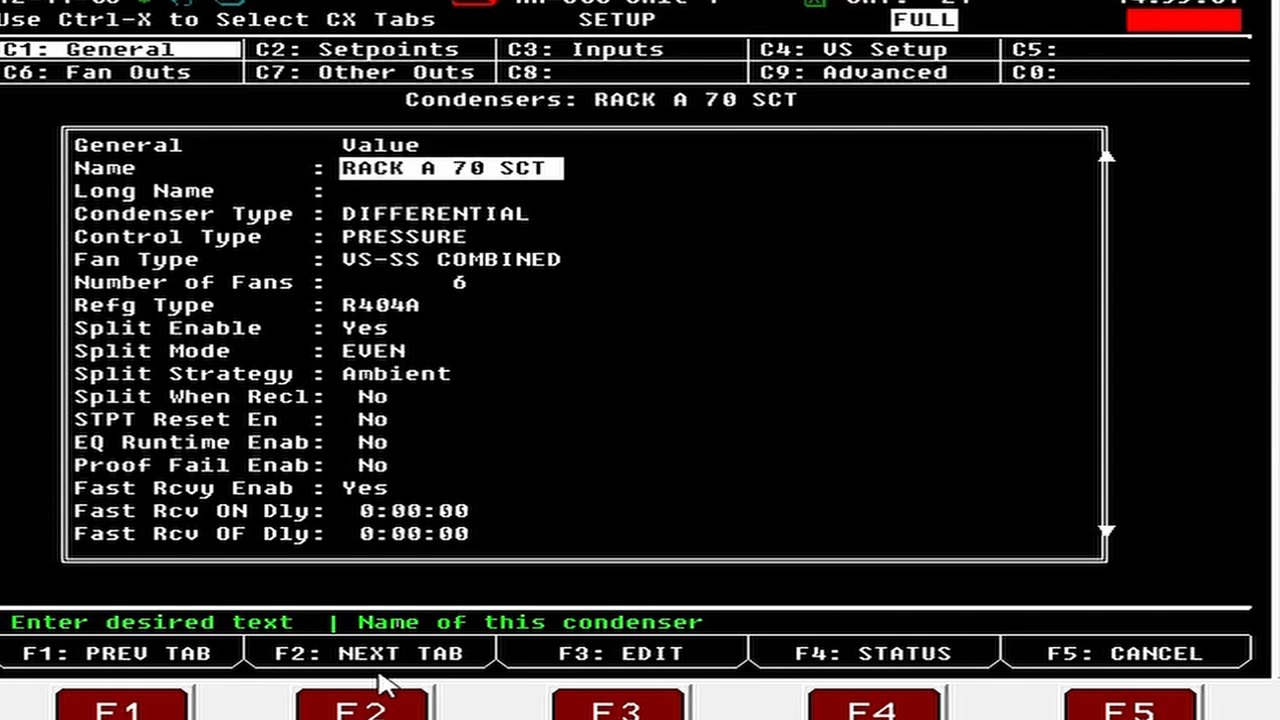 Use Ctrl-X to Select CX Tabs SETUP FULL
C1: General C2: Setpoints C3: Inputs C4: VS Setup C5:
C6: Fan Outs C7: Other Outs C8: C9: Advanced C0:
Condensers: RACK A 70 SCT
General Value
Name : RACK A 70 SCT
Long Name :
Condenser Type : DIFFERENTIAL
Control Type : PRESSURE
Fan Type : VS-SS COMBINED
Number of Fans : 6
Refg Type : R404A
Split Enable : Yes
Split Mode : EVEN
Split Strategy : Ambient
Split When Recl: No
STPT Reset En : No
EQ Runtime Enab: No
Proof Fail Enab: No
Fast Rcvy Enab : Yes
Fast Rcv ON Dly: 0:00:00
Fast Rcv OF Dly: 0:00:00
Enter desired text | Name of this condenser
F1: PREV TAB F2: NEXT TAB F3: EDIT F4: STATUS F5: CANCEL
F1 F2 F3 F4 F5